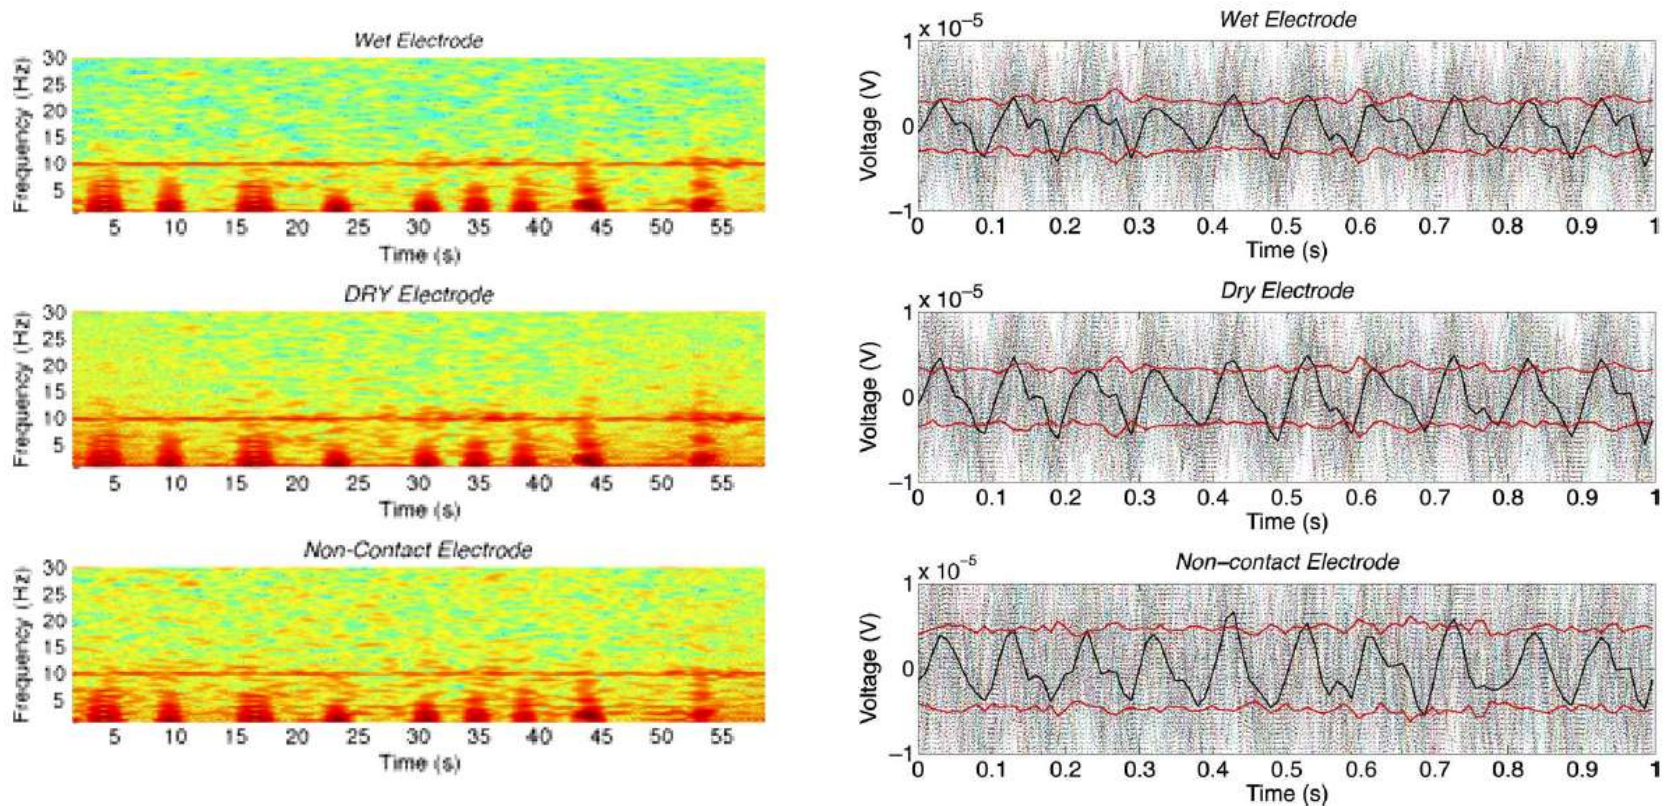 Wet Electrode
Frequency (Hz)
30
25
20
15
10
5
5 10 15 20 25 30 35 40 45 50 55
Time (s)
DRY Electrode
Frequency (Hz)
30
25
20
15
10
5
5 10 15 20 25 30 35 40 45 50 55
Time (s)
Non-Contact Electrode
Frequency (Hz)
30
25
20
15
10
5
5 10 15 20 25 30 35 40 45 50 55
Time (s)
Wet Electrode
1 x 10⁻⁵
Voltage (V)
0
−1
0 0.1 0.2 0.3 0.4 0.5 0.6 0.7 0.8 0.9 1
Time (s)
Dry Electrode
1 x 10⁻⁵
Voltage (V)
0
−1
0 0.1 0.2 0.3 0.4 0.5 0.6 0.7 0.8 0.9 1
Time (s)
Non−contact Electrode
1 x 10⁻⁵
Voltage (V)
0
−1
0 0.1 0.2 0.3 0.4 0.5 0.6 0.7 0.8 0.9 1
Time (s)